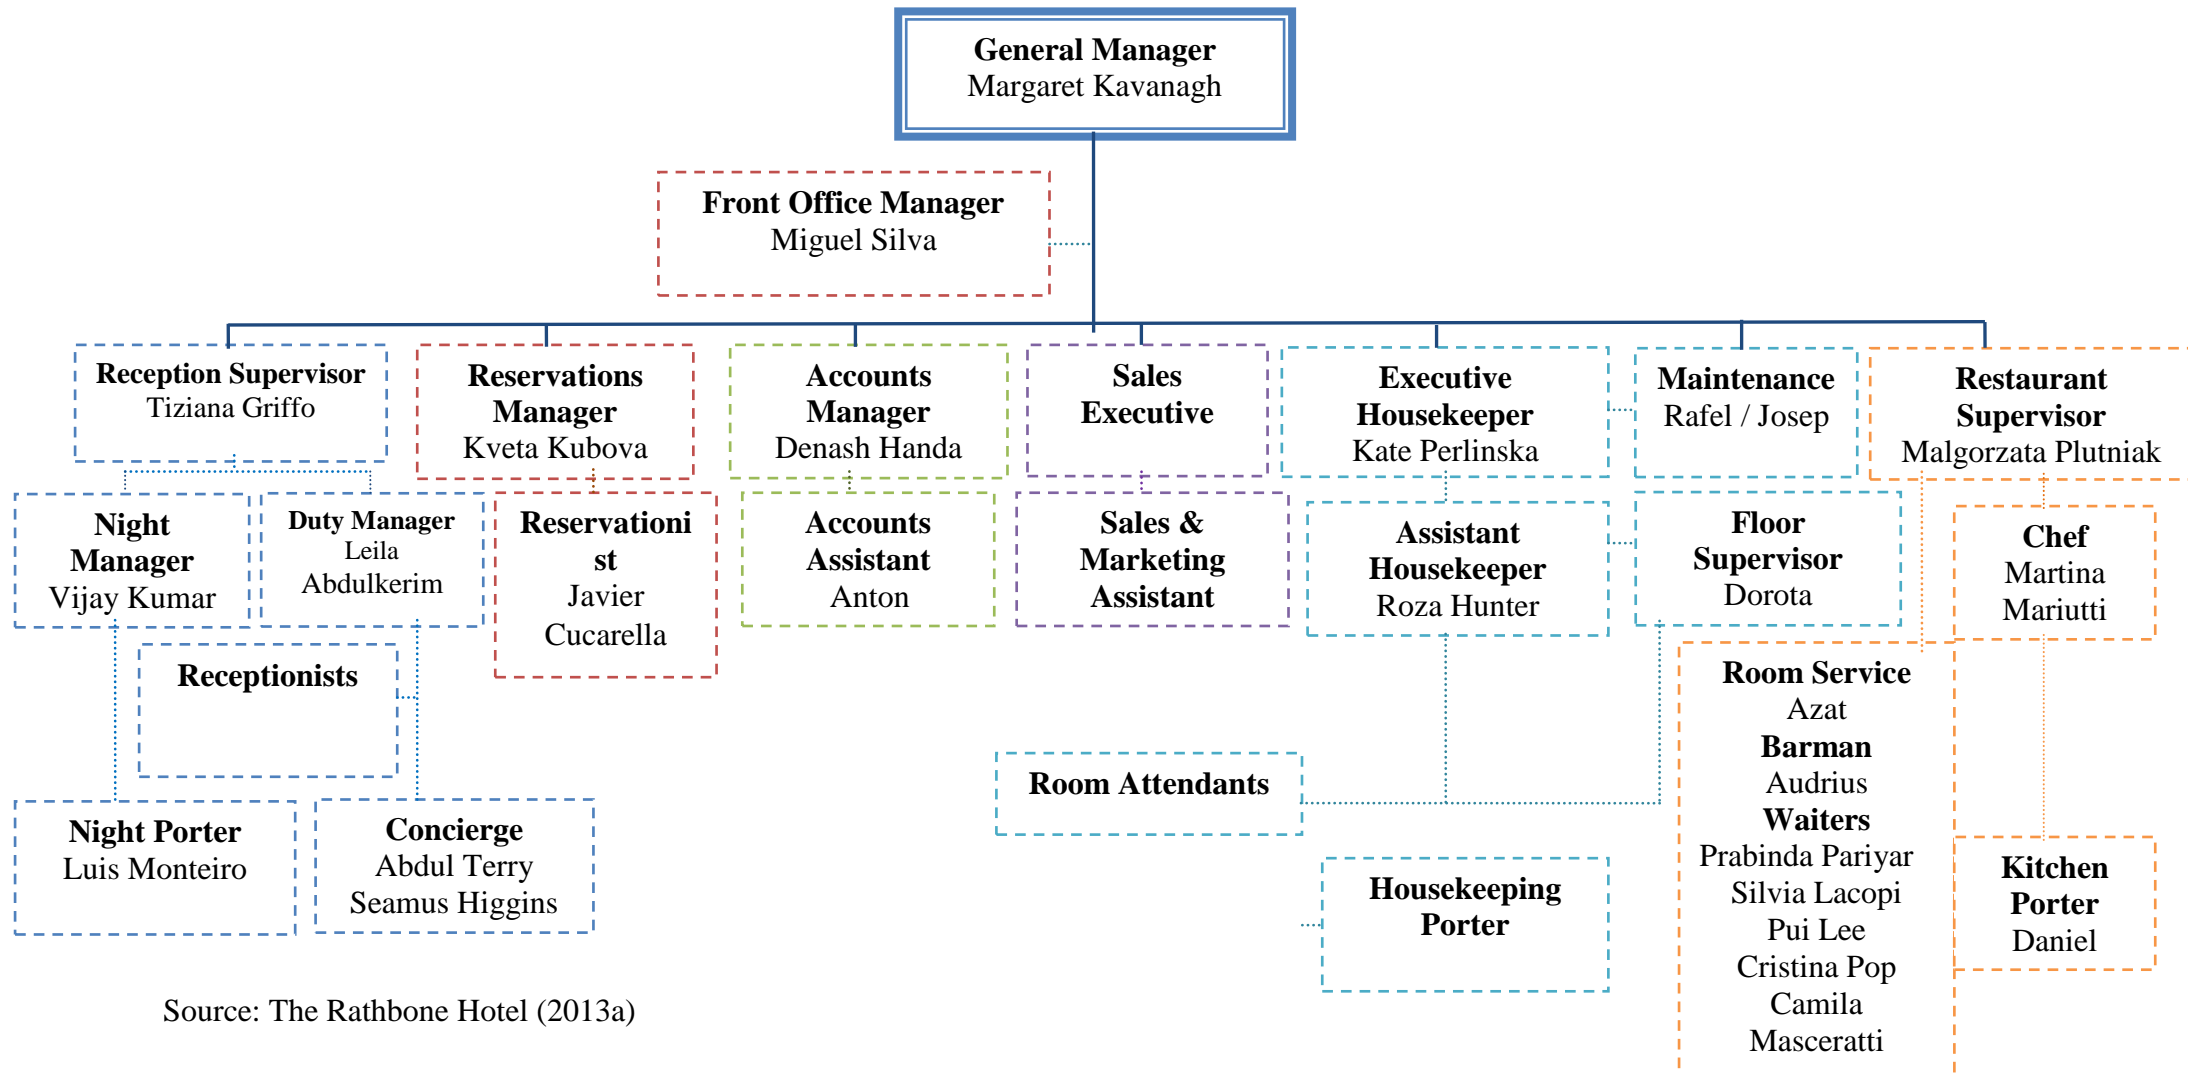 General Manager
Margaret Kavanagh
Front Office Manager
Miguel Silva
Reception Supervisor
Tiziana Griffo
Reservations
Manager
Kveta Kubova
Accounts
Manager
Denash Handa
Sales
Executive
Executive
Housekeeper
Kate Perlinska
Maintenance
Rafel / Josep
Restaurant
Supervisor
Malgorzata Plutniak
Night
Manager
Vijay Kumar
Duty Manager
Leila
Abdulkerim
Reservationi
st
Javier
Cucarella
Accounts
Assistant
Anton
Sales &
Marketing
Assistant
Assistant
Housekeeper
Roza Hunter
Floor
Supervisor
Dorota
Chef
Martina
Mariutti
Receptionists
Room Service
Azat
Barman
Audrius
Waiters
Prabinda Pariyar
Silvia Lacopi
Pui Lee
Cristina Pop
Camila
Masceratti
Room Attendants
Night Porter
Luis Monteiro
Concierge
Abdul Terry
Seamus Higgins
Housekeeping
Porter
Kitchen
Porter
Daniel
Source: The Rathbone Hotel (2013a)